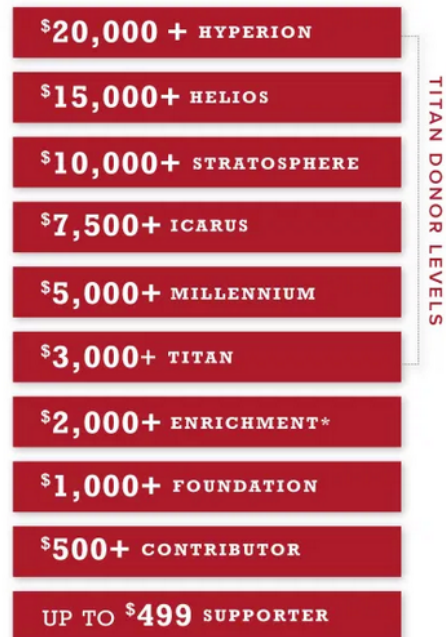 $20,000 + HYPERION
$15,000+ HELIOS
$10,000+ STRATOSPHERE
$7,500+ ICARUS
$5,000+ MILLENNIUM
$3,000+ TITAN
$2,000+ ENRICHMENT*
$1,000+ FOUNDATION
$500+ CONTRIBUTOR
UP TO $499 SUPPORTER
TITAN DONOR LEVELS